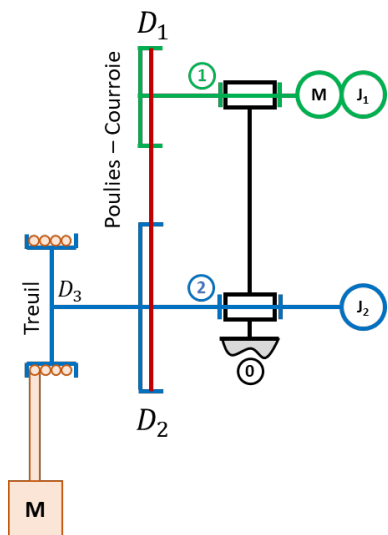 D₁
1
M
J₁
Poulies – Courroie
Treuil
D₃
2
J₂
0
D₂
M